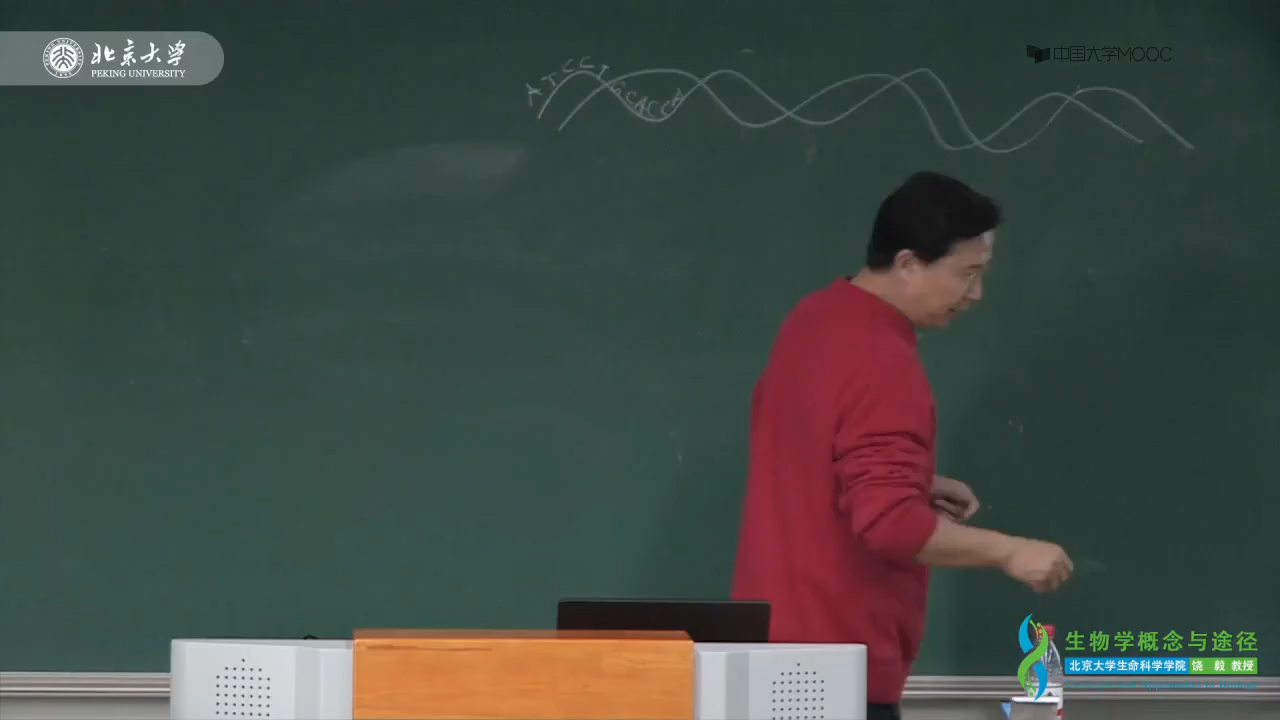 北京大学
PEKING UNIVERSITY
中国大学MOOC
ATCCT
GCACCA
生物学概念与途径
北京大学生命科学学院 饶 毅 教授